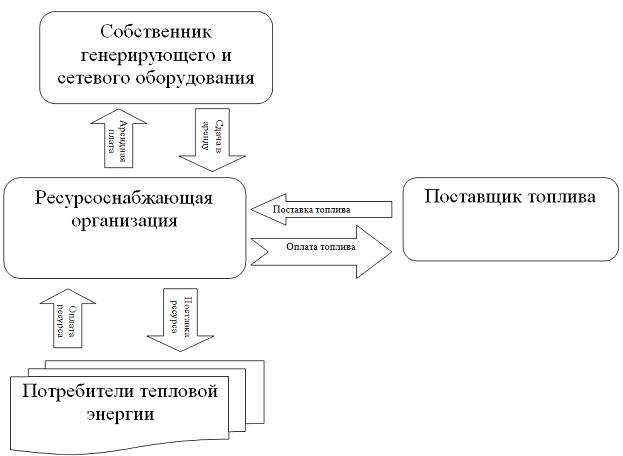 Собственник
генерирующего и
сетевого оборудования
Арендная
плата
Сдача в
аренду
Ресурсоснабжающая
организация
Поставка топлива
Оплата топлива
Поставщик топлива
Оплата
ресурса
Поставка
ресурса
Потребители тепловой
энергии